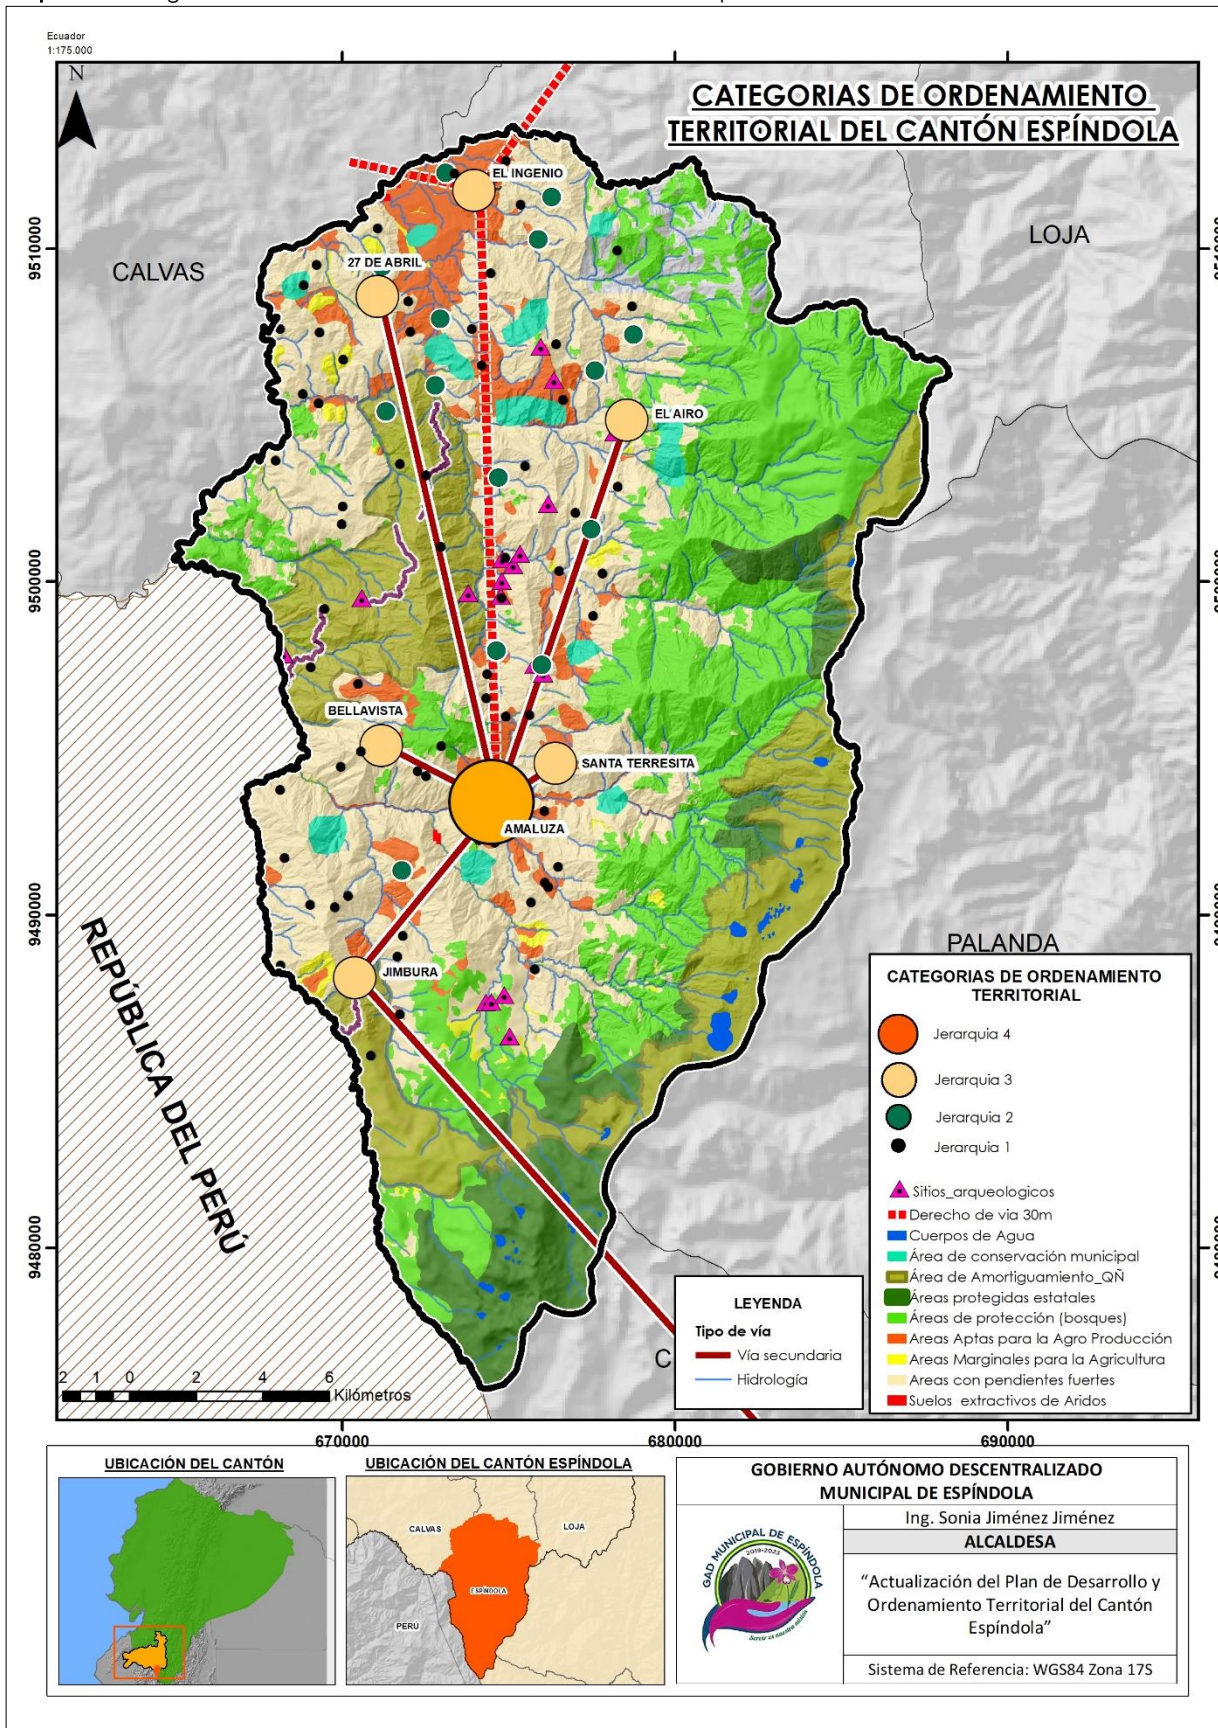 Ecuador
1:175.000
N
CATEGORIAS DE ORDENAMIENTO
TERRITORIAL DEL CANTÓN ESPÍNDOLA
EL INGENIO
LOJA
CALVAS
27 DE ABRIL
EL AIRO
BELLAVISTA
SANTA TERRESITA
AMALUZA
JIMBURA
PALANDA
REPÚBLICA DEL PERÚ
9510000
9500000
9490000
9480000
670000
680000
690000
2 1 0 2 4 6
Kilómetros
CATEGORIAS DE ORDENAMIENTO
TERRITORIAL
Jerarquia 4
Jerarquia 3
Jerarquia 2
Jerarquia 1
Sitios_arqueologicos
Derecho de via 30m
Cuerpos de Agua
Área de conservación municipal
Área de Amortiguamiento_QÑ
Áreas protegidas estatales
Áreas de protección (bosques)
Areas Aptas para la Agro Producción
Areas Marginales para la Agricultura
Areas con pendientes fuertes
Suelos extractivos de Aridos
LEYENDA
Tipo de vía
Vía secundaria
Hidrología
C
UBICACIÓN DEL CANTÓN
UBICACIÓN DEL CANTÓN ESPÍNDOLA
CALVAS
LOJA
ESPÍNDOLA
PERÚ
GOBIERNO AUTÓNOMO DESCENTRALIZADO
MUNICIPAL DE ESPÍNDOLA
GAD MUNICIPAL DE ESPÍNDOLA
2019-2023
Servir es nuestra misión
Ing. Sonia Jiménez Jiménez
ALCALDESA
“Actualización del Plan de Desarrollo y
Ordenamiento Territorial del Cantón
Espíndola”
Sistema de Referencia: WGS84 Zona 17S